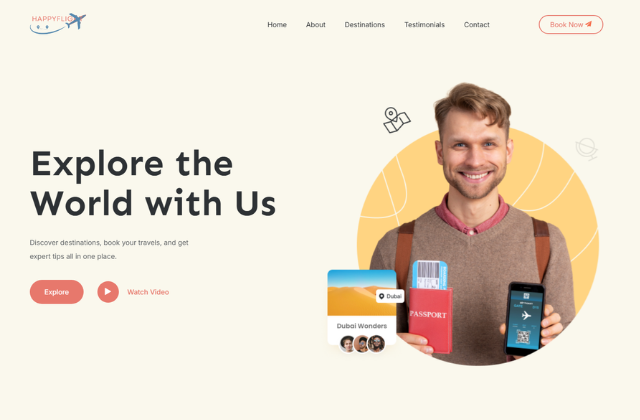 HAPPYFLIG
Home
About
Destinations
Testimonials
Contact
Book Now
Explore the
World with Us
Discover destinations, book your travels, and get
expert tips all in one place.
Explore
Watch Video
Dubai
Dubai Wonders
PASSPORT